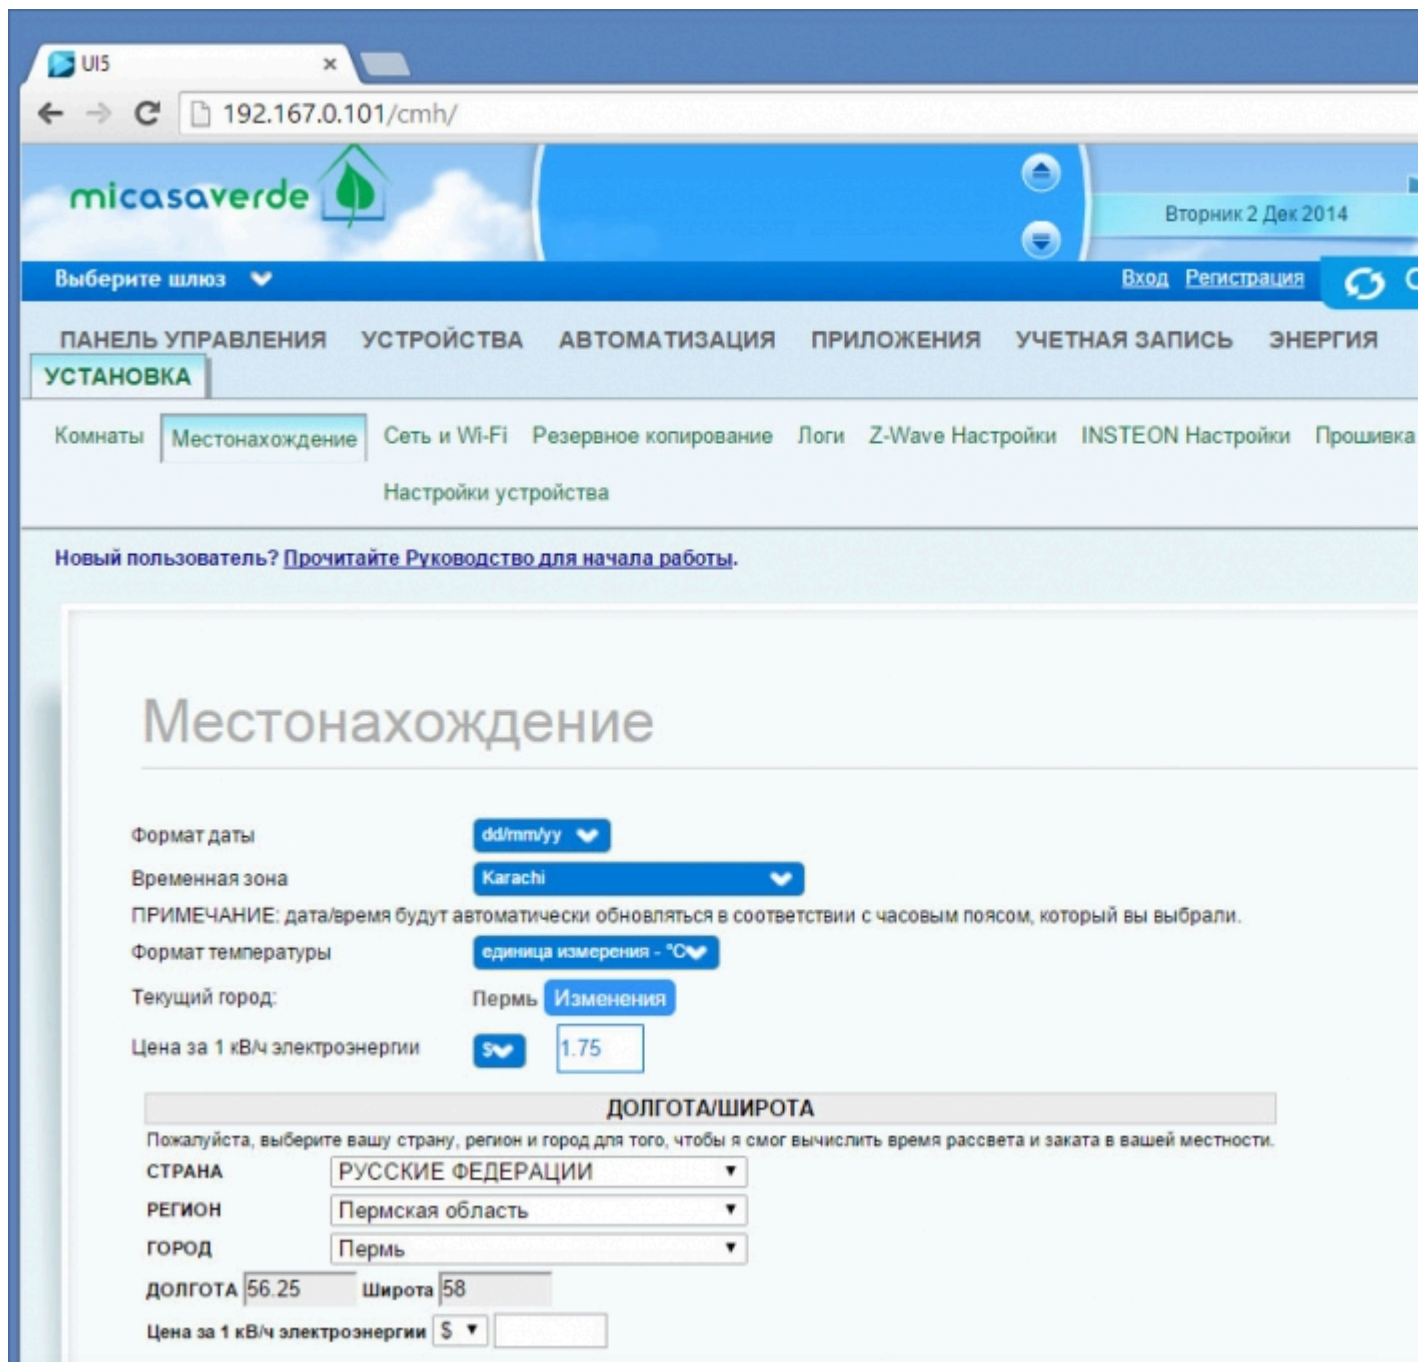 UI5
192.167.0.101/cmh/
micasaverde
Вторник 2 Дек 2014
Выберите шлюз
Вход Регистрация
ПАНЕЛЬ УПРАВЛЕНИЯ УСТРОЙСТВА АВТОМАТИЗАЦИЯ ПРИЛОЖЕНИЯ УЧЕТНАЯ ЗАПИСЬ ЭНЕРГИЯ
УСТАНОВКА
Комнаты Местонахождение Сеть и Wi-Fi Резервное копирование Логи Z-Wave Настройки INSTEON Настройки Прошивка
Настройки устройства
Новый пользователь? Прочитайте Руководство для начала работы.
Местонахождение
Формат даты dd/mm/yy
Временная зона Karachi
ПРИМЕЧАНИЕ: дата/время будут автоматически обновляться в соответствии с часовым поясом, который вы выбрали.
Формат температуры единица измерения - °C
Текущий город: Пермь Изменения
Цена за 1 кВ/ч электроэнергии $ 1.75
ДОЛГОТА/ШИРОТА
Пожалуйста, выберите вашу страну, регион и город для того, чтобы я смог вычислить время рассвета и заката в вашей местности.
СТРАНА РУССКИЕ ФЕДЕРАЦИИ
РЕГИОН Пермская область
ГОРОД Пермь
ДОЛГОТА 56.25 Широта 58
Цена за 1 кВ/ч электроэнергии $